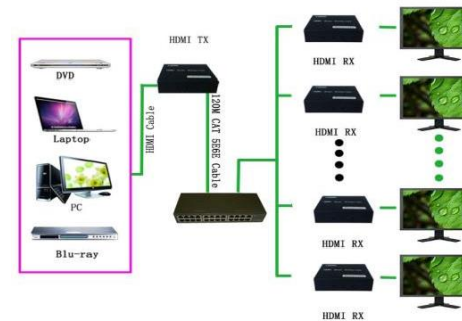 HDMI TX
DVD
Laptop
PC
Blu-ray
HDMI Cable
120M CAT 5E6E Cable
HDMI RX
HDMI RX
HDMI RX
HDMI RX